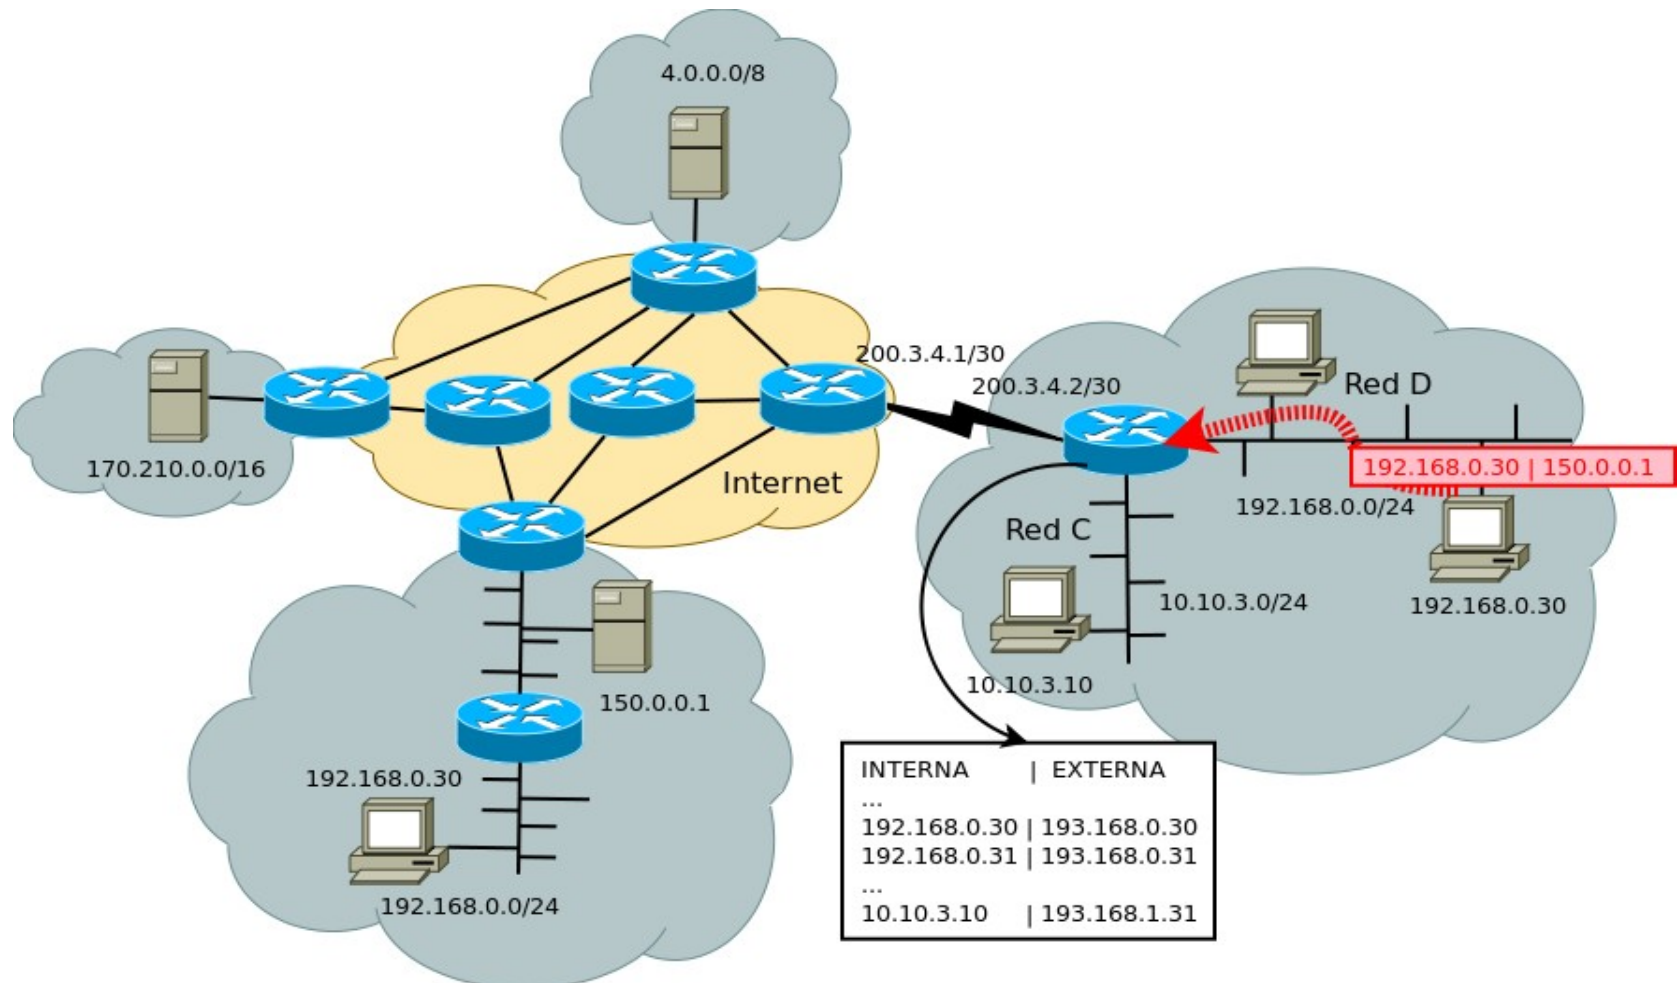 4.0.0.0/8
200.3.4.1/30
200.3.4.2/30
Red D
170.210.0.0/16
Internet
192.168.0.30 | 150.0.0.1
192.168.0.0/24
Red C
10.10.3.0/24
192.168.0.30
10.10.3.10
150.0.0.1
192.168.0.30
192.168.0.0/24
INTERNA | EXTERNA
...
192.168.0.30 | 193.168.0.30
192.168.0.31 | 193.168.0.31
...
10.10.3.10 | 193.168.1.31